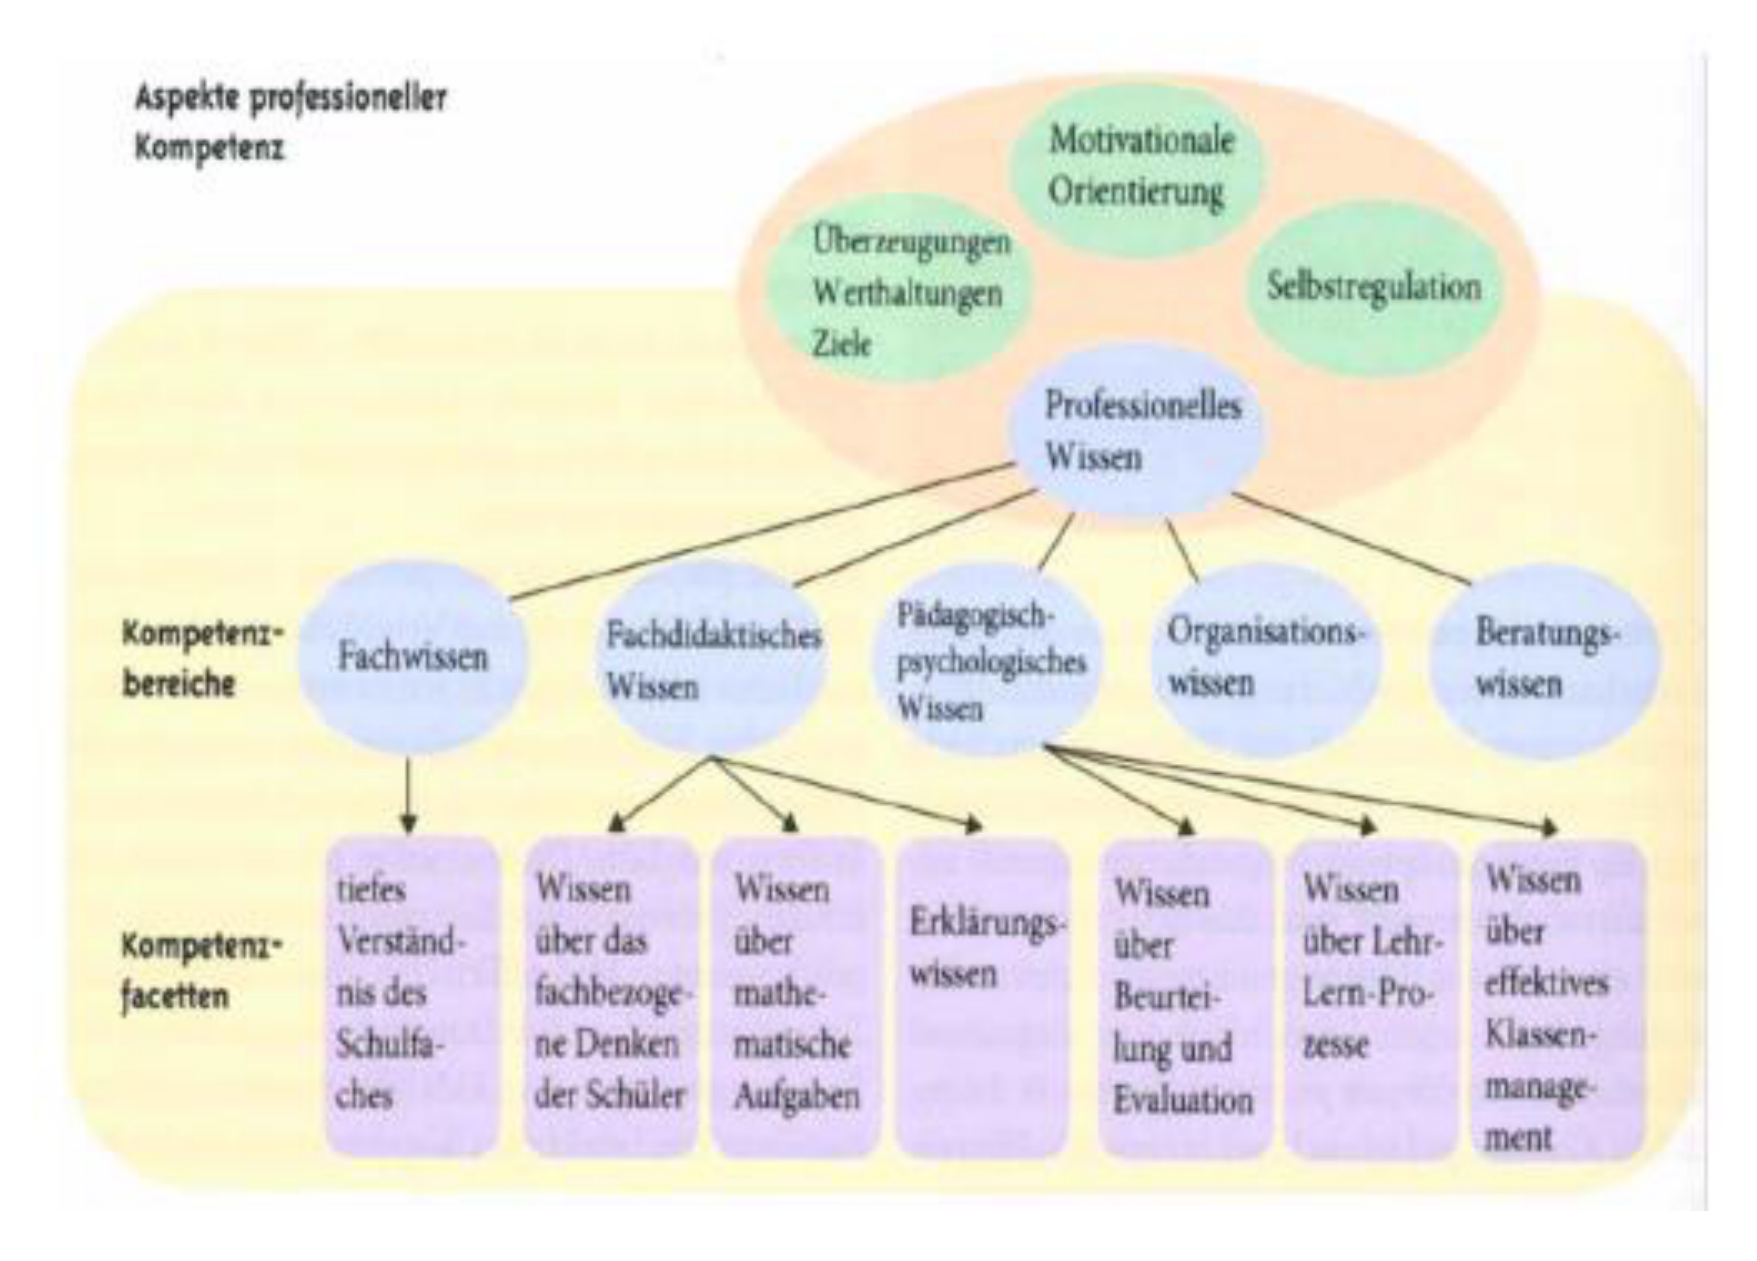 Aspekte professioneller
Kompetenz
Motivationale
Orientierung
Überzeugungen
Werthaltungen
Ziele
Selbstregulation
Professionelles
Wissen
Kompetenz-
bereiche
Fachwissen
Fachdidaktisches
Wissen
Pädagogisch-
psychologisches
Wissen
Organisations-
wissen
Beratungs-
wissen
Kompetenz-
facetten
tiefes
Verständ-
nis des
Schulfa-
ches
Wissen
über das
fachbezoge-
ne Denken
der Schüler
Wissen
über
mathe-
matische
Aufgaben
Erklärungs-
wissen
Wissen
über
Beurtei-
lung und
Evaluation
Wissen
über Lehr-
Lern-Pro-
zesse
Wissen
über
effektives
Klassen-
manage-
ment